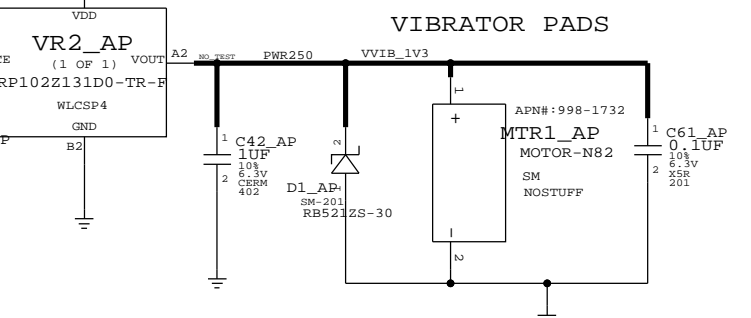 VIBRATOR PADS
VDD
VR2_AP
(1 OF 1)
VOUT
RP102Z131D0-TR-F
WLCSP4
GND
B2
A2
NO_TEST
PWR250
VVIB_1V3
1
C42_AP
1UF
10%
6.3V
CERM
402
2
2
D1_AP
1
SM-201
RB521ZS-30
1
+
APN#:998-1732
MTR1_AP
MOTOR-N82
SM
NOSTUFF
-
2
1
C61_AP
0.1UF
10%
6.3V
X5R
201
2